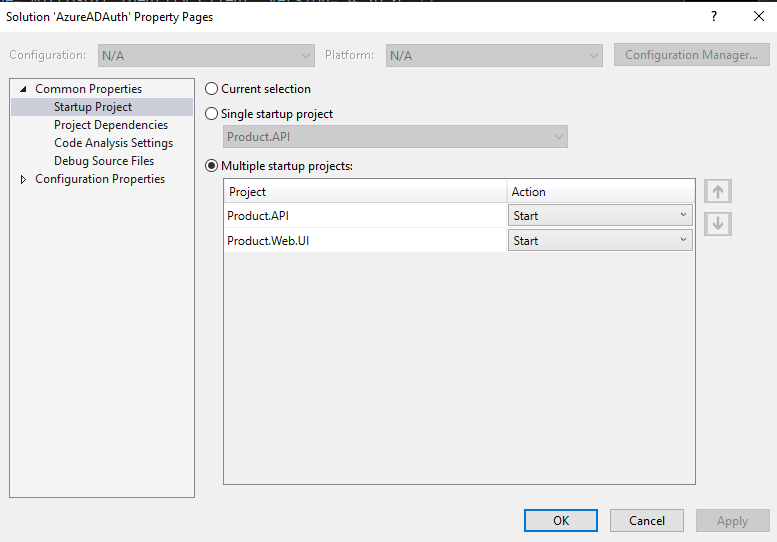 Solution 'AzureADAuth' Property Pages
?
Configuration: N/A Platform: N/A Configuration Manager...
Common Properties
Startup Project
Project Dependencies
Code Analysis Settings
Debug Source Files
Configuration Properties
Current selection
Single startup project
Product.API
Multiple startup projects:
Project Action
Product.API Start
Product.Web.UI Start
OK Cancel Apply